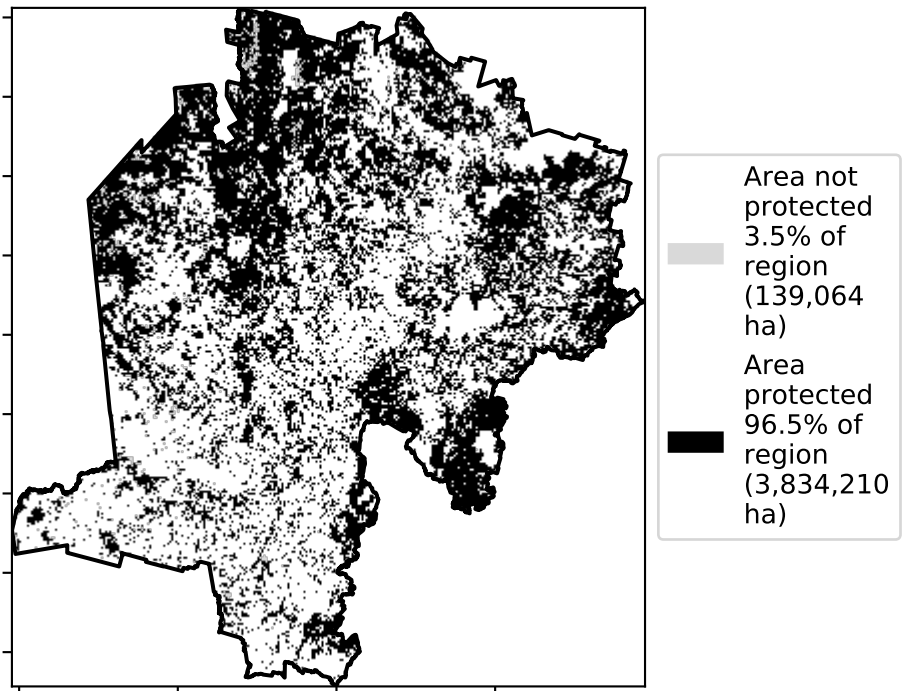 Area not
protected
3.5% of
region
(139,064
ha)
Area
protected
96.5% of
region
(3,834,210
ha)